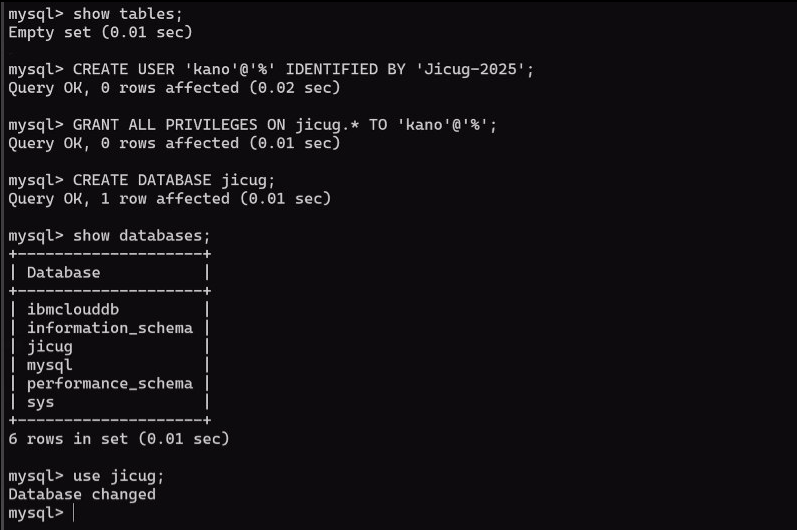 mysql> show tables;
Empty set (0.01 sec)
mysql> CREATE USER 'kano'@'%' IDENTIFIED BY 'Jicug-2025';
Query OK, 0 rows affected (0.02 sec)
mysql> GRANT ALL PRIVILEGES ON jicug.* TO 'kano'@'%';
Query OK, 0 rows affected (0.01 sec)
mysql> CREATE DATABASE jicug;
Query OK, 1 row affected (0.01 sec)
mysql> show databases;
+--------------------+
| Database           |
+--------------------+
| ibmclouddb         |
| information_schema |
| jicug              |
| mysql              |
| performance_schema |
| sys                |
+--------------------+
6 rows in set (0.01 sec)
mysql> use jicug;
Database changed
mysql>